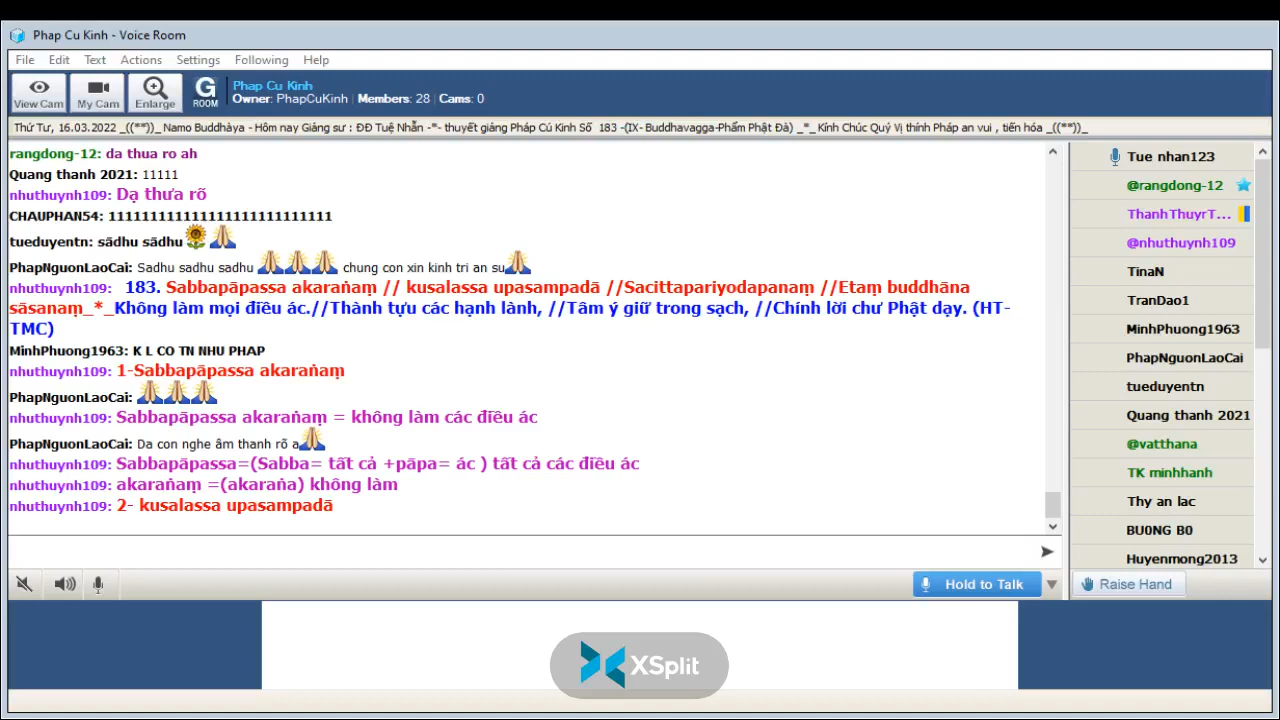 Phap Cu Kinh - Voice Room
File Edit Text Actions Settings Following Help
View Cam My Cam Enlarge G ROOM
Phap Cu Kinh
Owner: PhapCuKinh | Members: 28 | Cams: 0
Thứ Tư, 16.03.2022 _((**))_ Namo Buddhàya - Hôm nay Giảng sư : ĐĐ Tuệ Nhẫn -*- thuyết giảng Pháp Cú Kinh Số 183 -(IX- Buddhavagga-Phẩm Phật Đà) _*_ Kính Chúc Quý Vị thính Pháp an vui , tiến hóa _((**))_
rangdong-12: da thua ro ah
Quang thanh 2021: 11111
nhuthuynh109: Dạ thưa rõ
CHAUPHAN54: 1111111111111111111111111111
tueduyentn: sādhu sādhu
PhapNguonLaoCai: Sadhu sadhu sadhu chung con xin kinh tri an su
nhuthuynh109: 183. Sabbapāpassa akaraṅaṃ // kusalassa upasampadā //Sacittapariyodapanaṃ //Etaṃ buddhāna
sāsanaṃ_*_Không làm mọi điều ác.//Thành tựu các hạnh lành, //Tâm ý giữ trong sạch, //Chính lời chư Phật dạy. (HT-
TMC)
MinhPhuong1963: K L CO TN NHU PHAP
nhuthuynh109: 1-Sabbapāpassa akaraṅaṃ
PhapNguonLaoCai:
nhuthuynh109: Sabbapāpassa akaraṅaṃ = không làm các điều ác
PhapNguonLaoCai: Da con nghe âm thanh rõ a
nhuthuynh109: Sabbapāpassa=(Sabba= tất cả +pāpa= ác ) tất cả các điều ác
nhuthuynh109: akaraṅaṃ =(akaraṅa) không làm
nhuthuynh109: 2- kusalassa upasampadā
Tue nhan123
@rangdong-12
ThanhThuyrT...
@nhuthuynh109
TinaN
TranDao1
MinhPhuong1963
PhapNguonLaoCai
tueduyentn
Quang thanh 2021
@vatthana
TK minhhanh
Thy an lac
BU0NG B0
Huyenmong2013
Hold to Talk
Raise Hand
XSplit